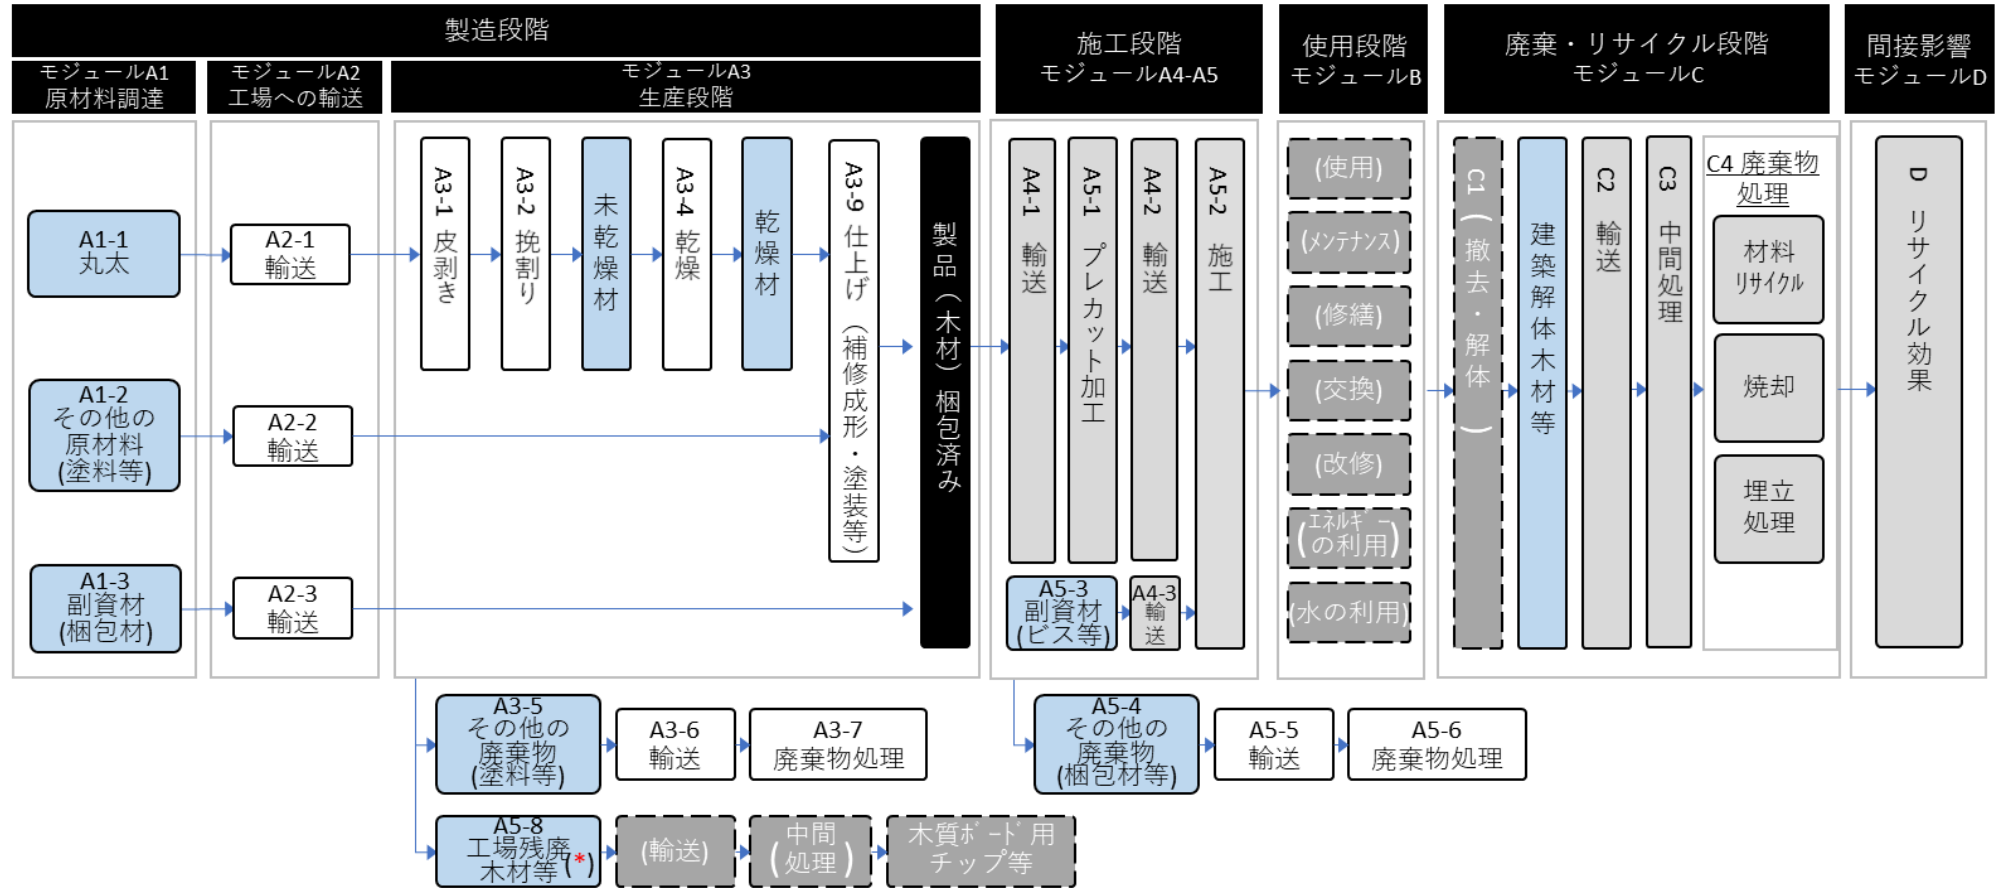 製造段階
モジュールA1
原材料調達
モジュールA2
工場への輸送
モジュールA3
生産段階
施工段階
モジュールA4-A5
使用段階
モジュールB
廃棄・リサイクル段階
モジュールC
間接影響
モジュールD
A1-1
丸太
A1-2
その他の
原材料
(塗料等)
A1-3
副資材
(梱包材)
A2-1
輸送
A2-2
輸送
A2-3
輸送
A3-1 皮剥き
A3-2 挽割り
未乾燥材
A3-4 乾燥
乾燥材
A3-9 仕上げ（補修成形・塗装等）
製品（木材）梱包済み
A4-1 輸送
A5-1 プレカット加工
A4-2 輸送
A5-2 施工
A5-3
副資材
(ビス等)
A4-3
輸
送
(使用)
(ﾒﾝﾃﾅﾝｽ)
(修繕)
(交換)
(改修)
(ｴﾈﾙｷﾞｰ
の利用)
(水の利用)
C1（撤去・解体）
建築解体木材等
C2 輸送
C3 中間処理
C4 廃棄物
処理
材料
ﾘｻｲｸﾙ
焼却
埋立
処理
D リサイクル効果
A3-5
その他の
廃棄物
(塗料等)
A3-6
輸送
A3-7
廃棄物処理
A5-4
その他の
廃棄物
(梱包材等)
A5-5
輸送
A5-6
廃棄物処理
A5-8
工場残廃
木材等(*)
(輸送)
(中間
処理)
木質ﾎﾞｰﾄﾞ用
チップ等